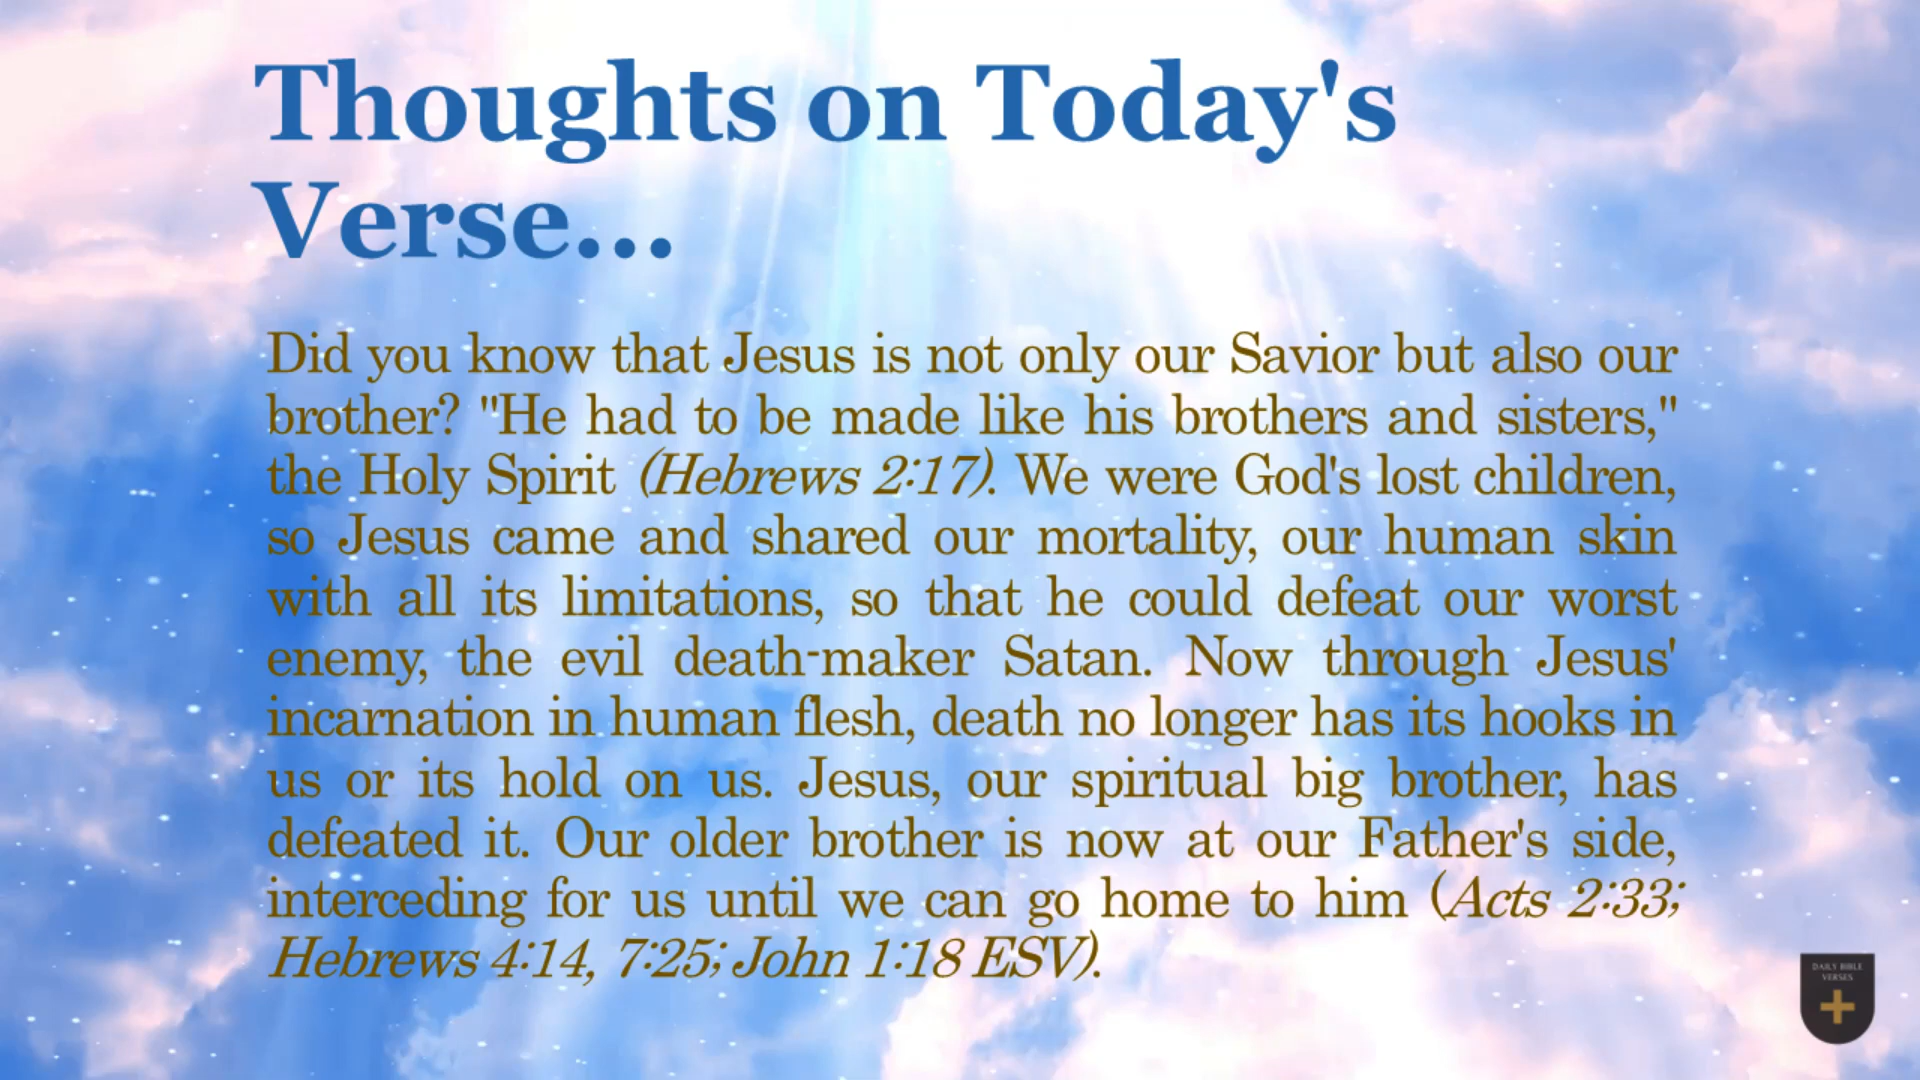 Thoughts on Today's
Verse...
Did you know that Jesus is not only our Savior but also our
brother? "He had to be made like his brothers and sisters,"
the Holy Spirit (Hebrews 2:17). We were God's lost children,
so Jesus came and shared our mortality, our human skin
with all its limitations, so that he could defeat our worst
enemy, the evil death-maker Satan. Now through Jesus'
incarnation in human flesh, death no longer has its hooks in
us or its hold on us. Jesus, our spiritual big brother, has
defeated it. Our older brother is now at our Father's side,
interceding for us until we can go home to him (Acts 2:33;
Hebrews 4:14, 7:25; John 1:18 ESV).
DAILY BIBLE
VERSES